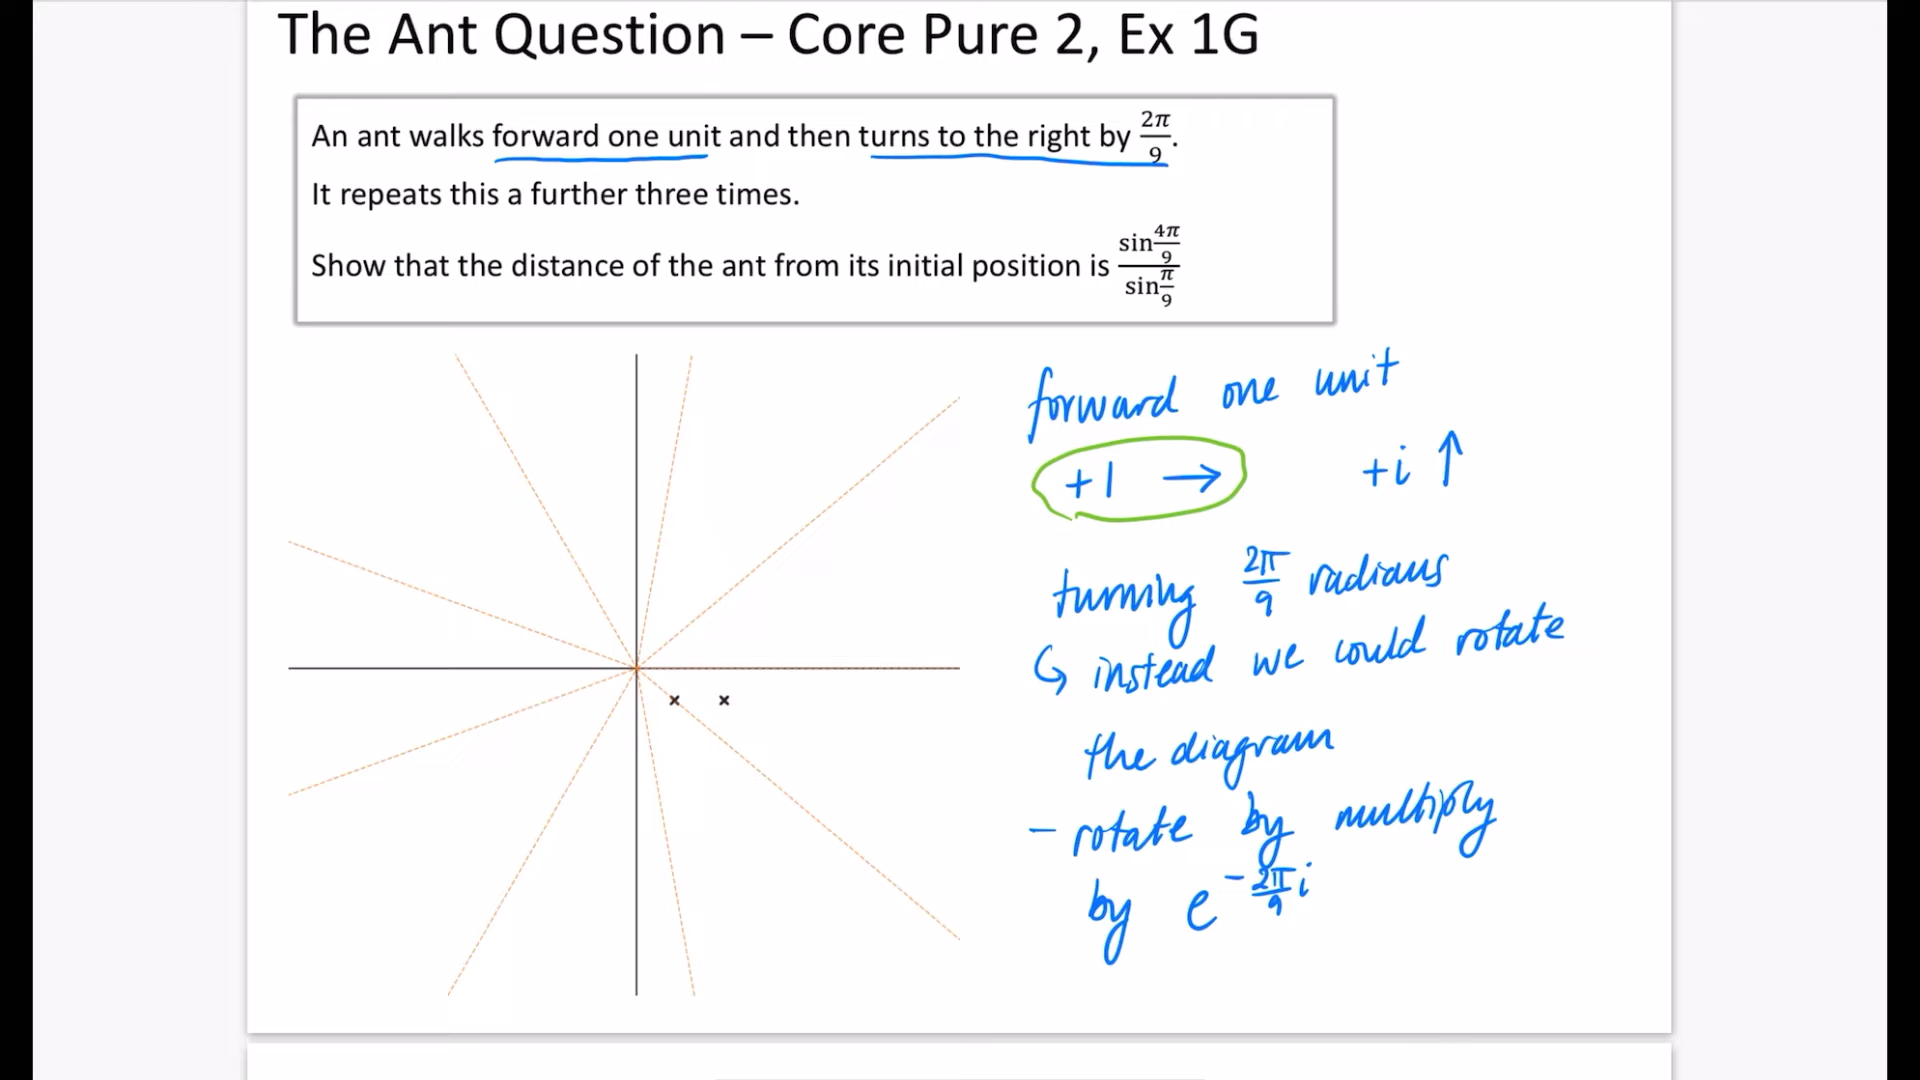 The Ant Question – Core Pure 2, Ex 1G
An ant walks forward one unit and then turns to the right by 2π/9.
It repeats this a further three times.
Show that the distance of the ant from its initial position is sin 4π/9 / sin π/9
forward one unit
+1 → +i ↑
turning 2π/9 radians
↳ instead we could rotate
the diagram
- rotate by multiply
by e^(-2π/9 i)